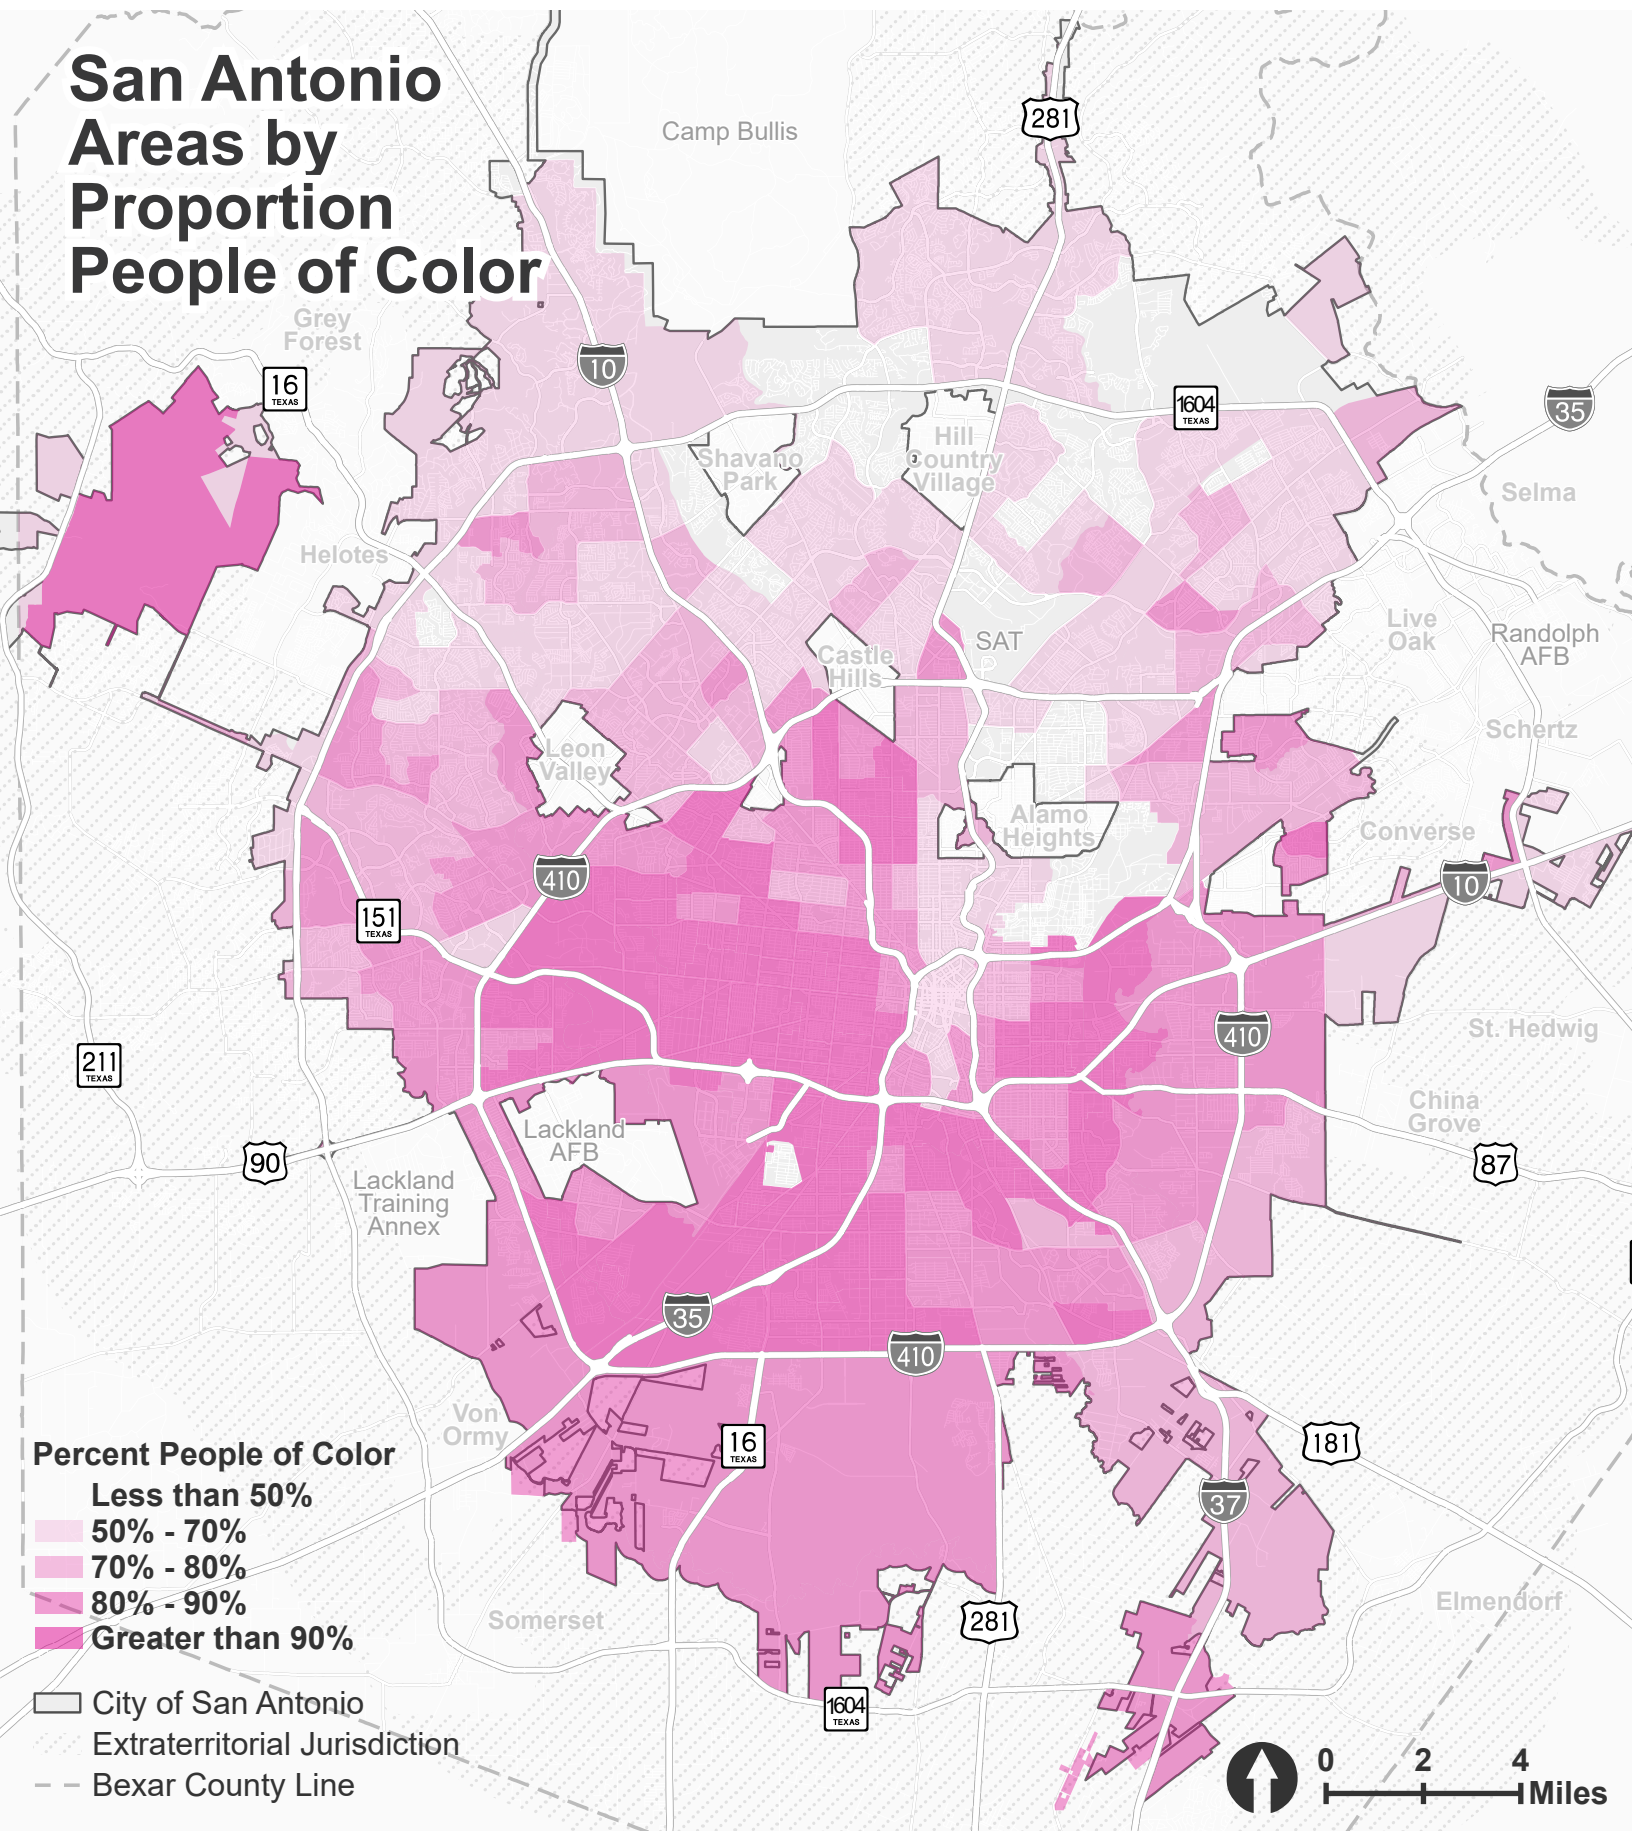 San Antonio
Areas by
Proportion
People of Color
Camp Bullis
281
Grey
Forest
10
16
TEXAS
1604
TEXAS
35
Hill
Country
Village
Shavano
Park
Selma
Helotes
Live
Oak
Randolph
AFB
SAT
Castle
Hills
Schertz
Leon
Valley
Alamo
Heights
Converse
410
10
151
TEXAS
St. Hedwig
410
211
TEXAS
China
Grove
Lackland
AFB
90
87
Lackland
Training
Annex
35
410
Von
Ormy
16
TEXAS
181
37
Percent People of Color
Less than 50%
50% - 70%
70% - 80%
80% - 90%
Greater than 90%
Somerset
281
Elmendorf
1604
TEXAS
City of San Antonio
Extraterritorial Jurisdiction
Bexar County Line
0 2 4
Miles